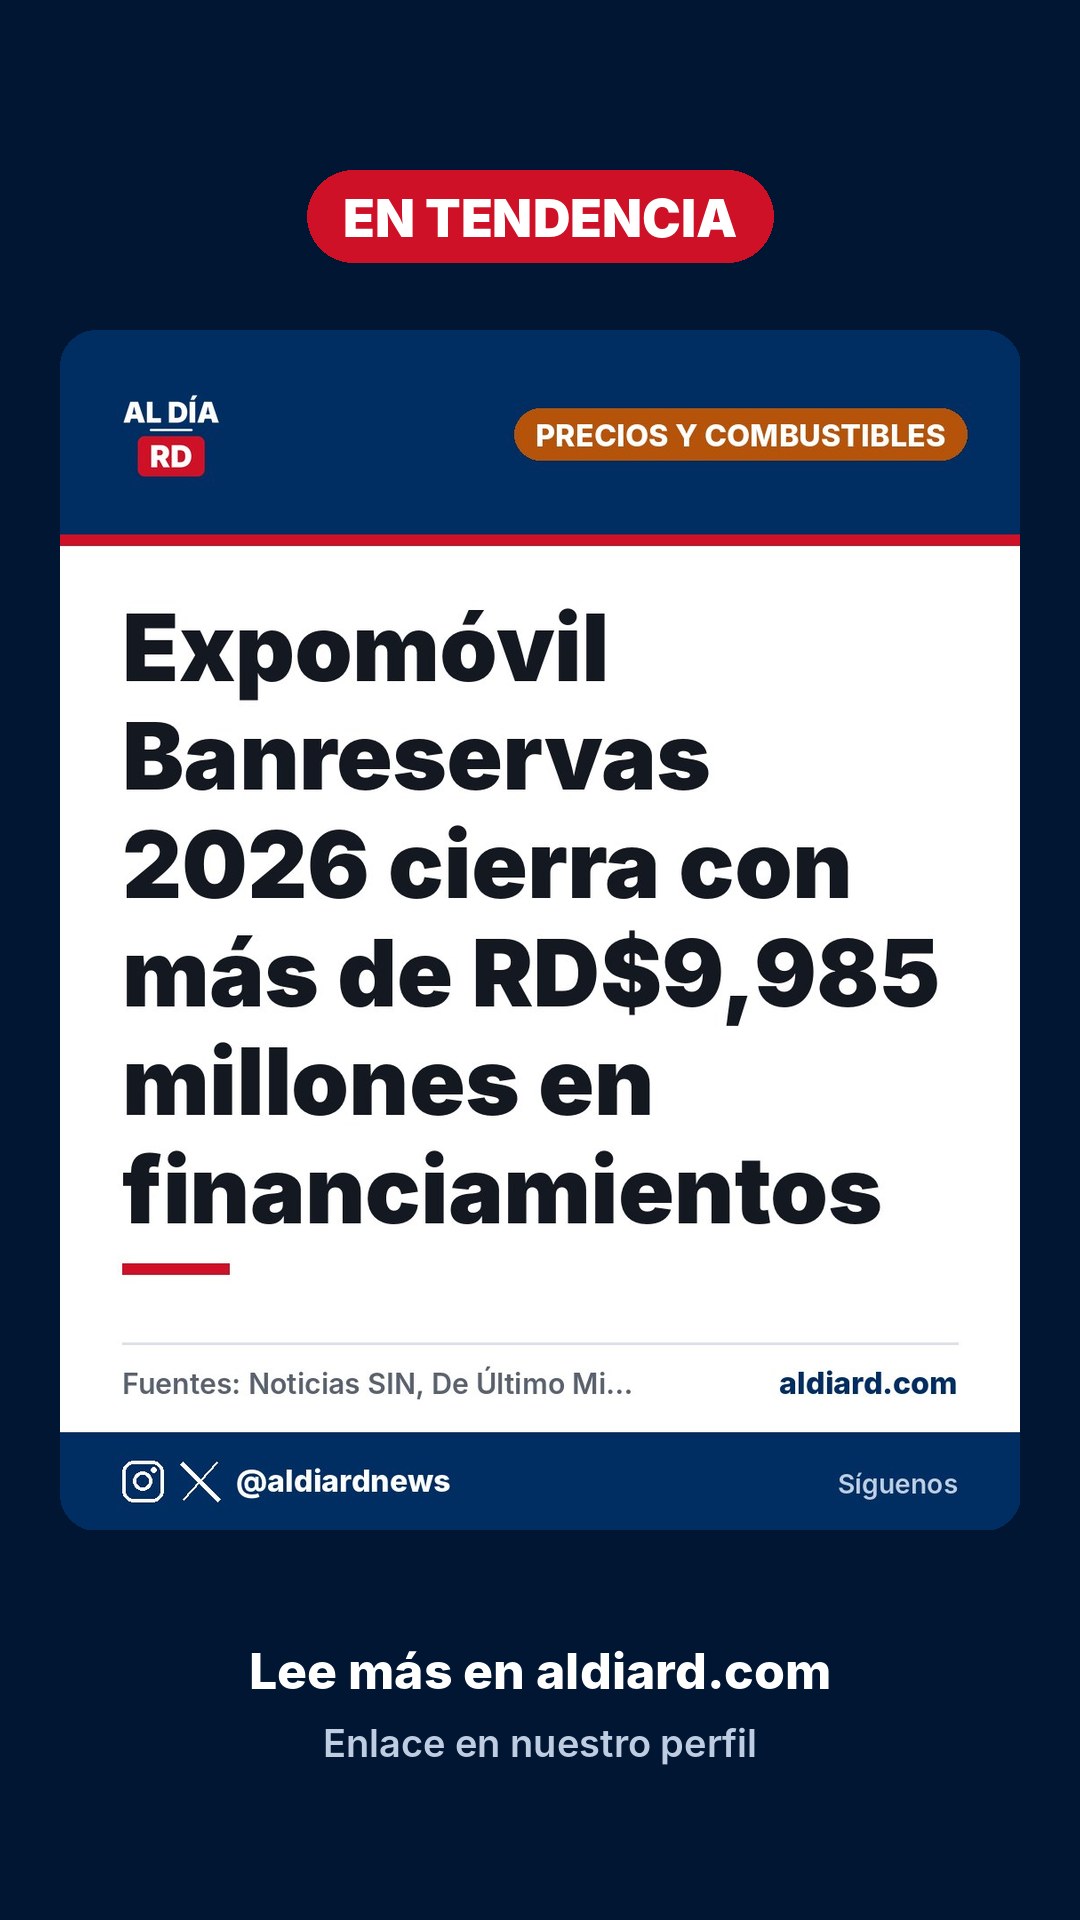 EN TENDENCIA
AL DÍA
RD
PRECIOS Y COMBUSTIBLES
Expomóvil
Banreservas
2026 cierra con
más de RD$9,985
millones en
financiamientos
Fuentes: Noticias SIN, De Último Mi...
aldiard.com
@aldiardnews
Síguenos
Lee más en aldiard.com
Enlace en nuestro perfil